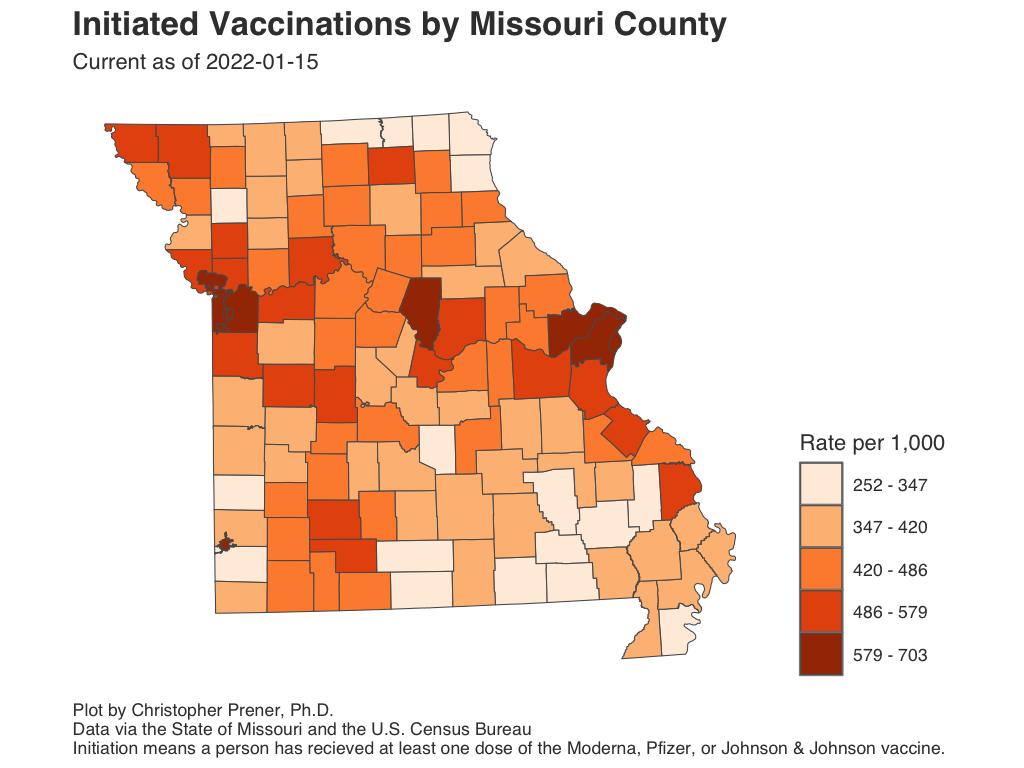 Initiated Vaccinations by Missouri County
Current as of 2022-01-15
Rate per 1,000
252 - 347
347 - 420
420 - 486
486 - 579
579 - 703
Plot by Christopher Prener, Ph.D.
Data via the State of Missouri and the U.S. Census Bureau
Initiation means a person has recieved at least one dose of the Moderna, Pfizer, or Johnson & Johnson vaccine.